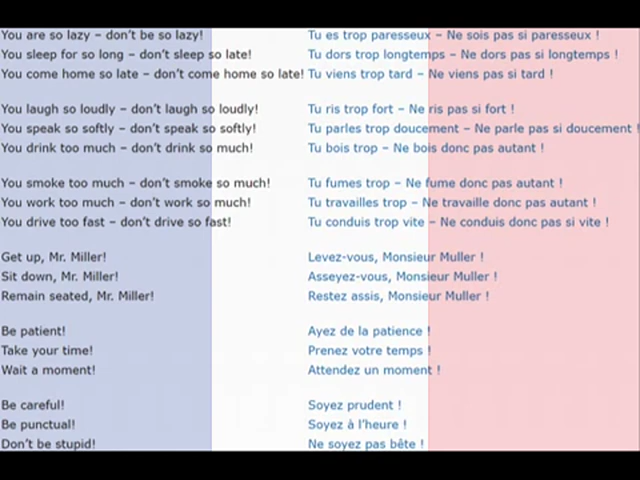 You are so lazy – don't be so lazy! Tu es trop paresseux – Ne sois pas si paresseux !
You sleep for so long – don't sleep so late! Tu dors trop longtemps – Ne dors pas si longtemps !
You come home so late – don't come home so late! Tu viens trop tard – Ne viens pas si tard !
You laugh so loudly – don't laugh so loudly! Tu ris trop fort – Ne ris pas si fort !
You speak so softly – don't speak so softly! Tu parles trop doucement – Ne parle pas si doucement !
You drink too much – don't drink so much! Tu bois trop – Ne bois donc pas autant !
You smoke too much – don't smoke so much! Tu fumes trop – Ne fume donc pas autant !
You work too much – don't work so much! Tu travailles trop – Ne travaille donc pas autant !
You drive too fast – don't drive so fast! Tu conduis trop vite – Ne conduis donc pas si vite !
Get up, Mr. Miller! Levez-vous, Monsieur Muller !
Sit down, Mr. Miller! Asseyez-vous, Monsieur Muller !
Remain seated, Mr. Miller! Restez assis, Monsieur Muller !
Be patient! Ayez de la patience !
Take your time! Prenez votre temps !
Wait a moment! Attendez un moment !
Be careful! Soyez prudent !
Be punctual! Soyez à l'heure !
Don't be stupid! Ne soyez pas bête !